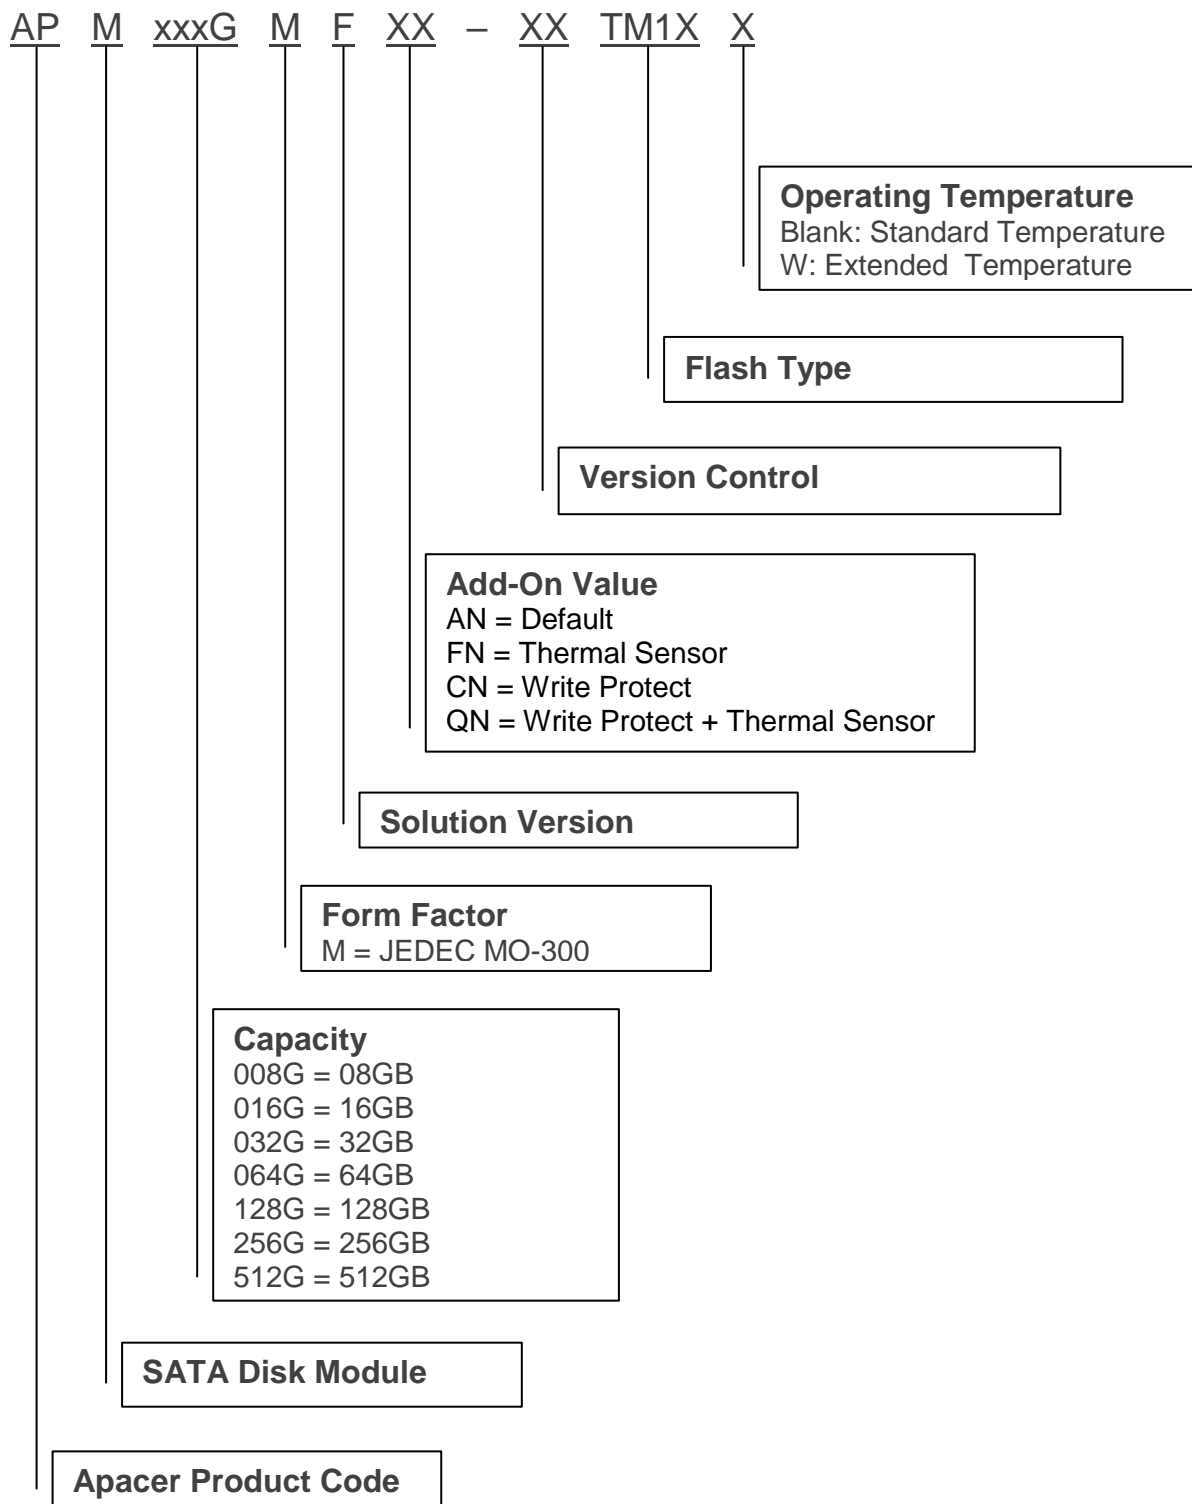 AP M xxxG M F XX – XX TM1X X
Operating Temperature
Blank: Standard Temperature
W: Extended Temperature
Flash Type
Version Control
Add-On Value
AN = Default
FN = Thermal Sensor
CN = Write Protect
QN = Write Protect + Thermal Sensor
Solution Version
Form Factor
M = JEDEC MO-300
Capacity
008G = 08GB
016G = 16GB
032G = 32GB
064G = 64GB
128G = 128GB
256G = 256GB
512G = 512GB
SATA Disk Module
Apacer Product Code